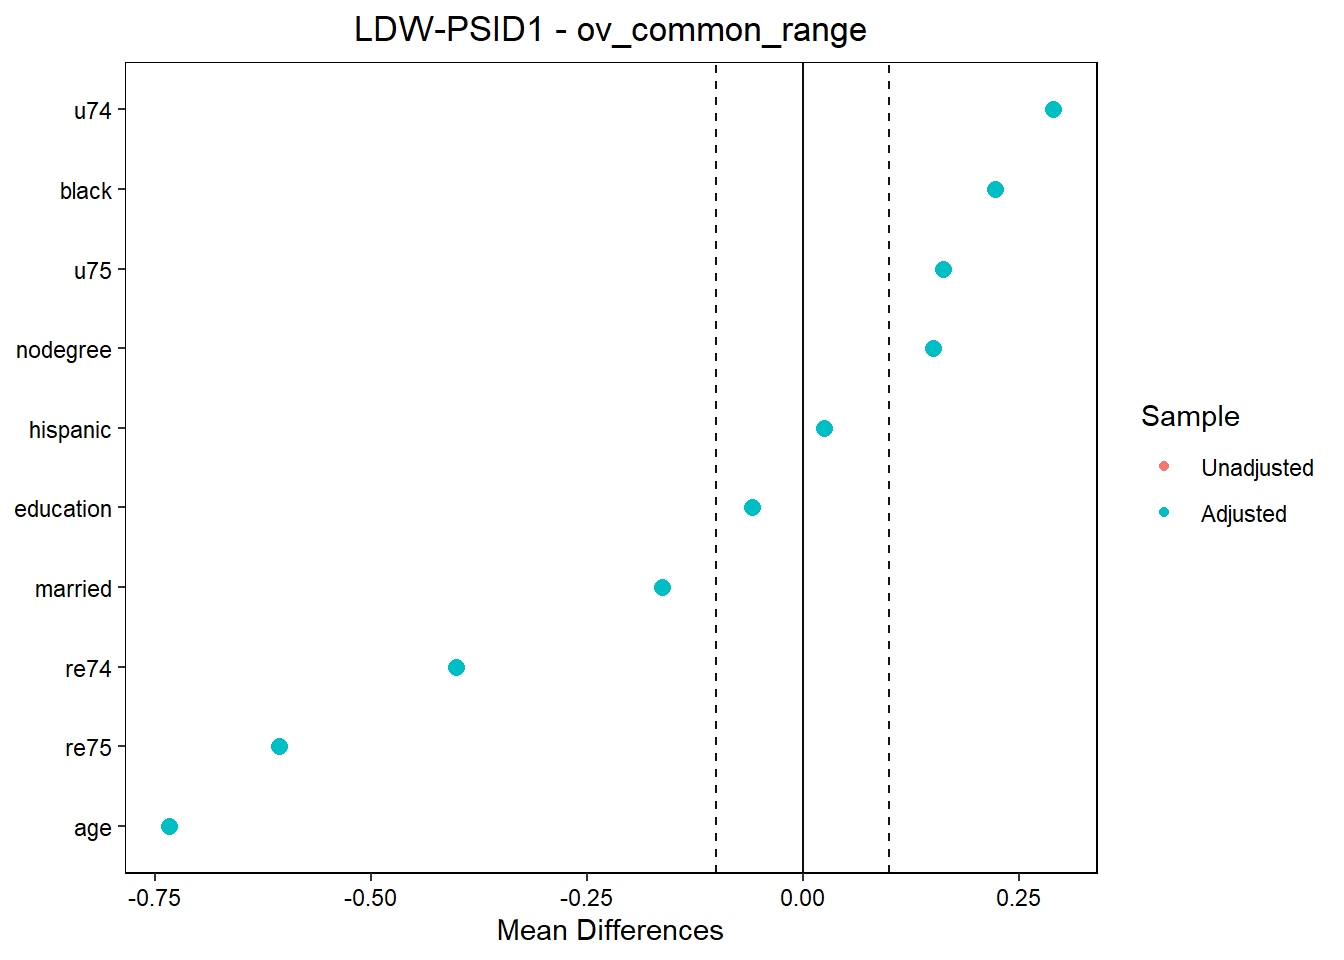 LDW-PSID1 - ov_common_range
u74
black
u75
nodegree
hispanic
education
married
re74
re75
age
-0.75
-0.50
-0.25
0.00
0.25
Mean Differences
Sample
Unadjusted
Adjusted